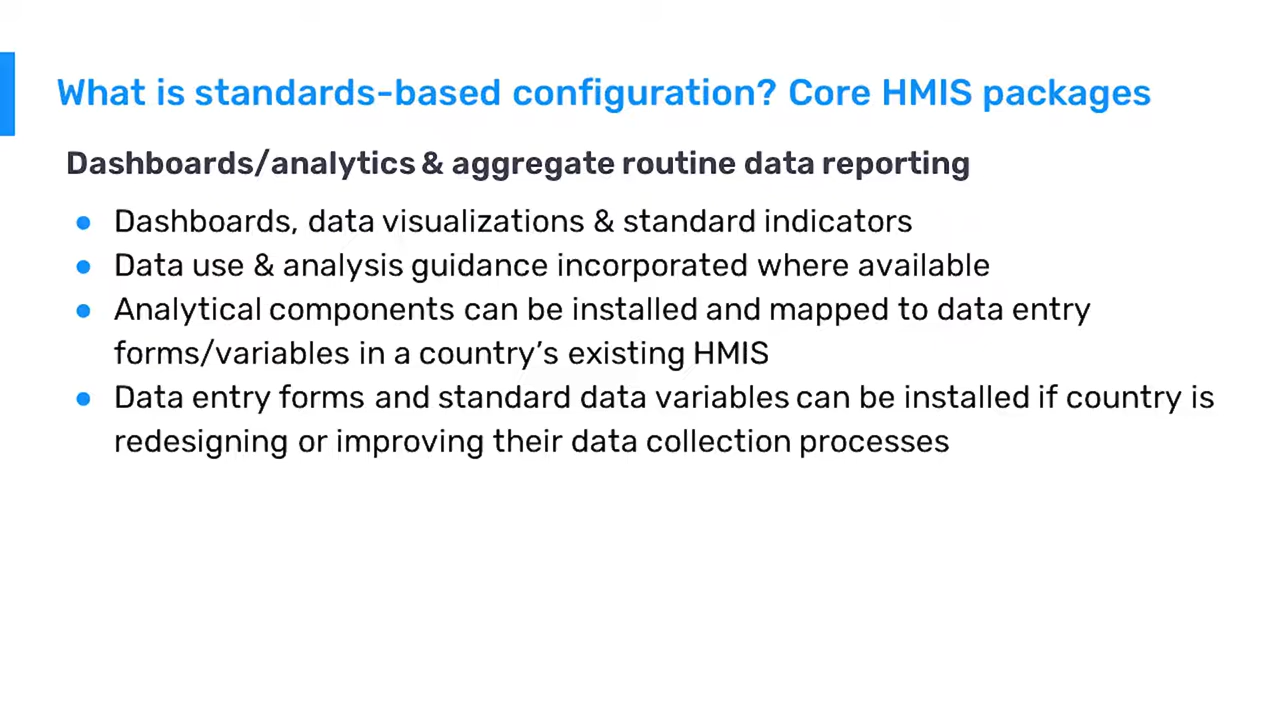 What is standards-based configuration? Core HMIS packages
Dashboards/analytics & aggregate routine data reporting
● Dashboards, data visualizations & standard indicators
● Data use & analysis guidance incorporated where available
● Analytical components can be installed and mapped to data entry
forms/variables in a country’s existing HMIS
● Data entry forms and standard data variables can be installed if country is
redesigning or improving their data collection processes